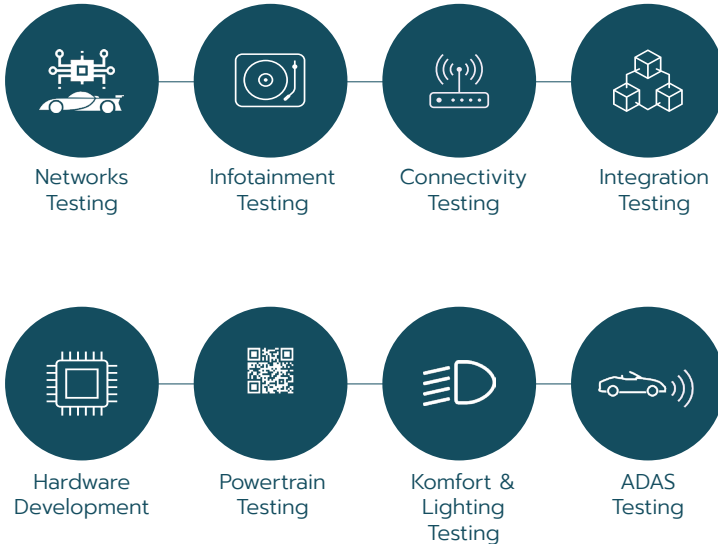 Networks
Testing
Infotainment
Testing
Connectivity
Testing
Integration
Testing
Hardware
Development
Powertrain
Testing
Komfort &
Lighting
Testing
ADAS
Testing